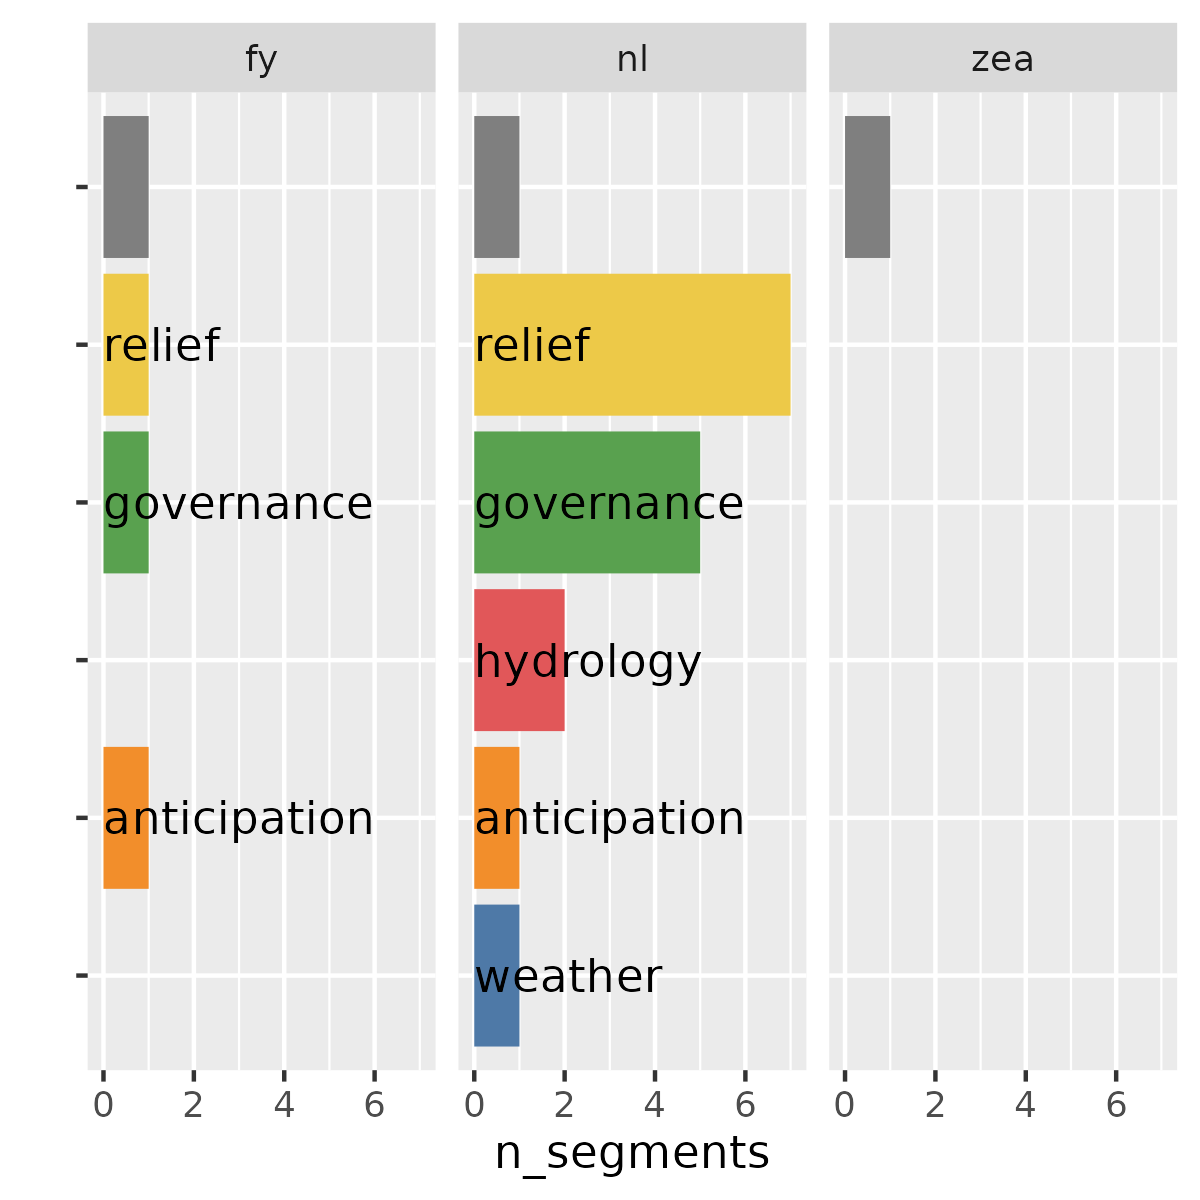 fy nl zea
relief relief
governance governance
hydrology
anticipation anticipation
weather
0 2 4 6 0 2 4 6 0 2 4 6
n_segments